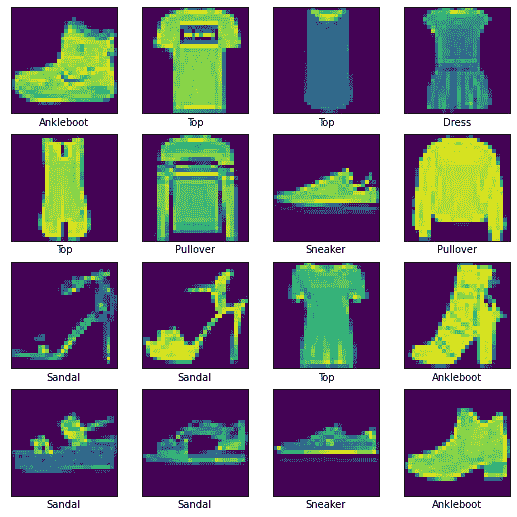 Ankleboot Top Top Dress
Top Pullover Sneaker Pullover
Sandal Sandal Top Ankleboot
Sandal Sandal Sneaker Ankleboot